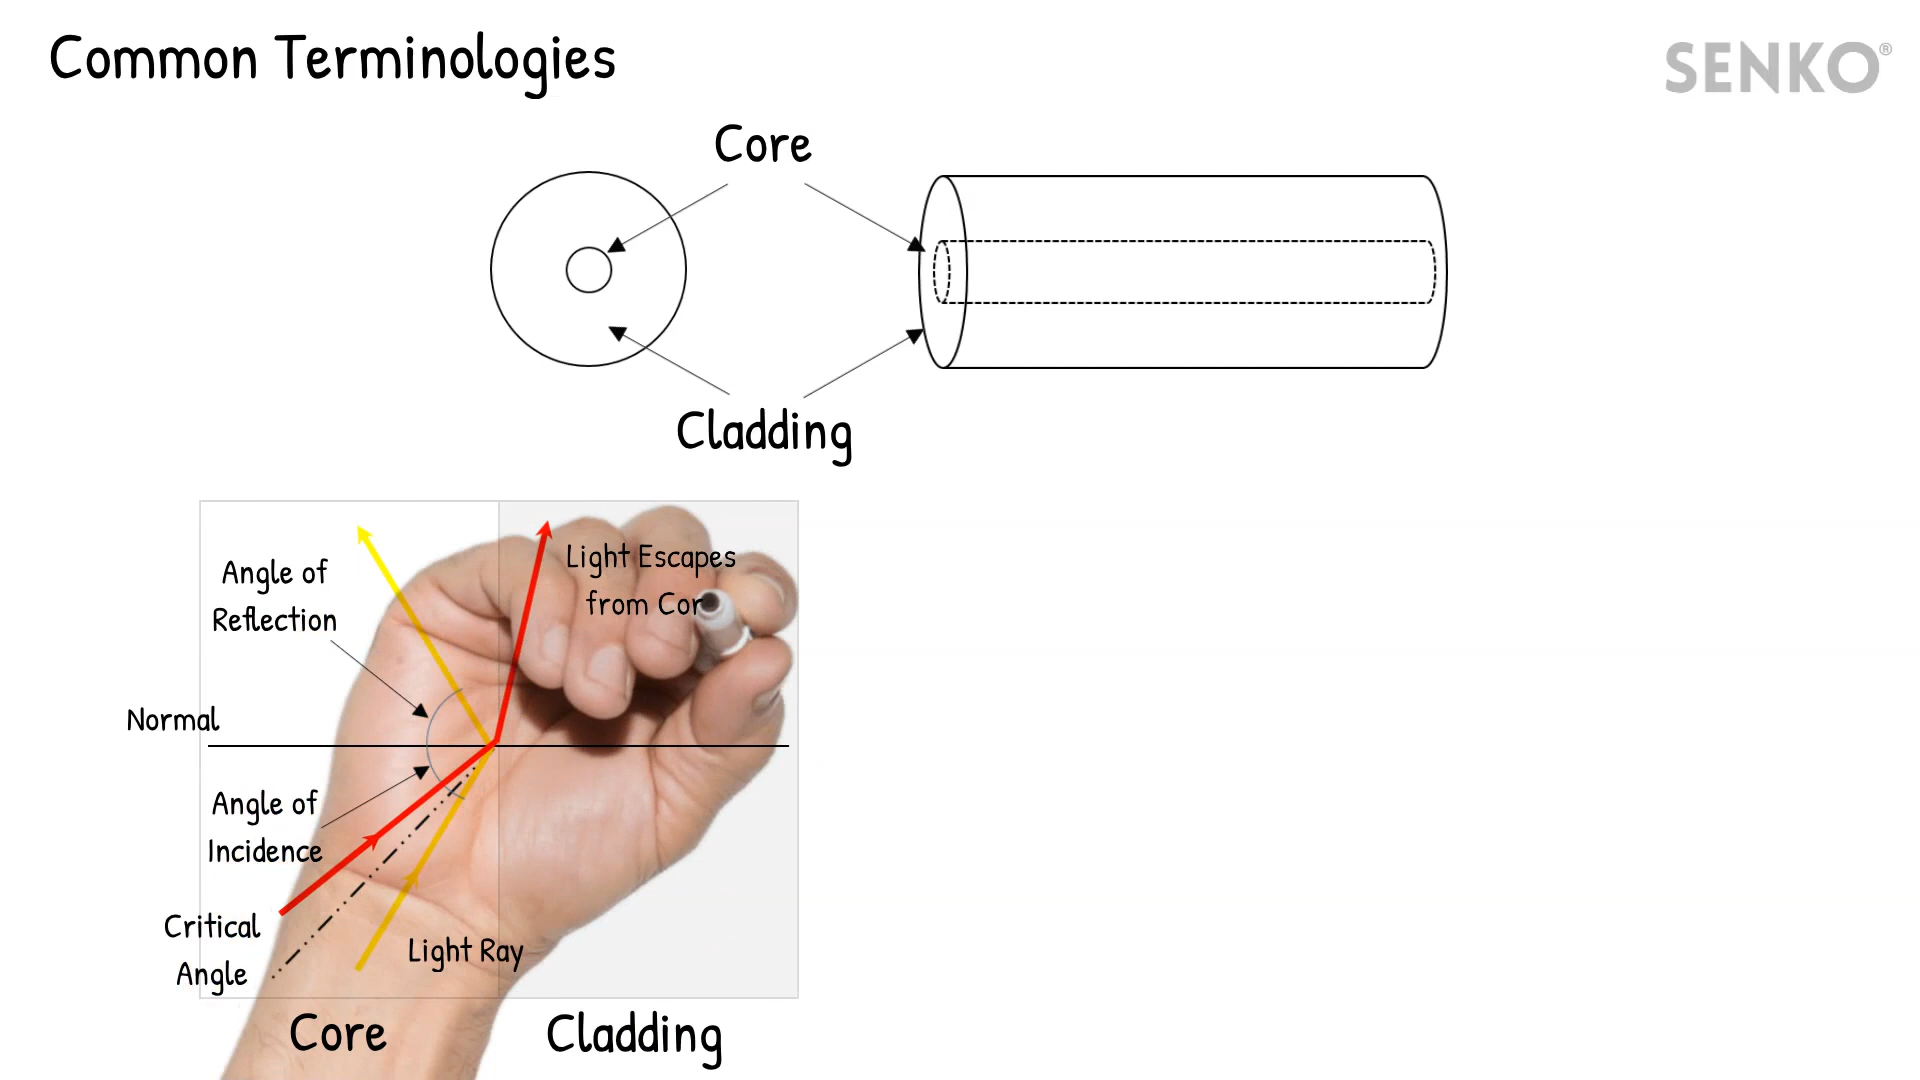 Common Terminologies
SENKO®
Core
Cladding
Light Escapes
from Cor
Angle of
Reflection
Normal
Angle of
Incidence
Critical
Angle
Light Ray
Core
Cladding